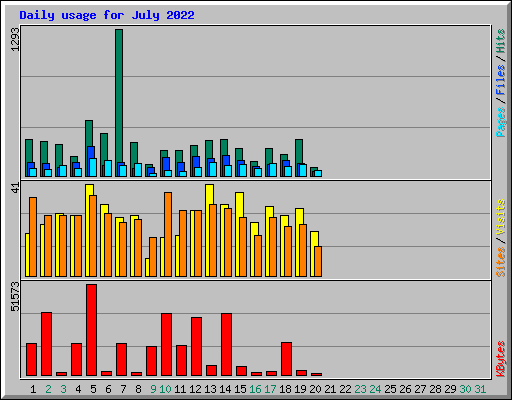 Daily usage for July 2022
1293
Pages / Files / Hits
41
Sites / Visits
51573
KBytes
1 2 3 4 5 6 7 8 9 10 11 12 13 14 15 16 17 18 19 20 21 22 23 24 25 26 27 28 29 30 31